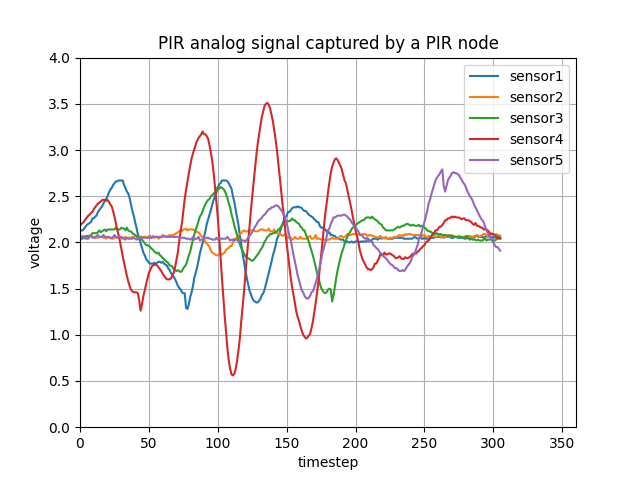 PIR analog signal captured by a PIR node
4.0
3.5
3.0
2.5
2.0
1.5
1.0
0.5
0.0
voltage
sensor1
sensor2
sensor3
sensor4
sensor5
0 50 100 150 200 250 300 350
timestep